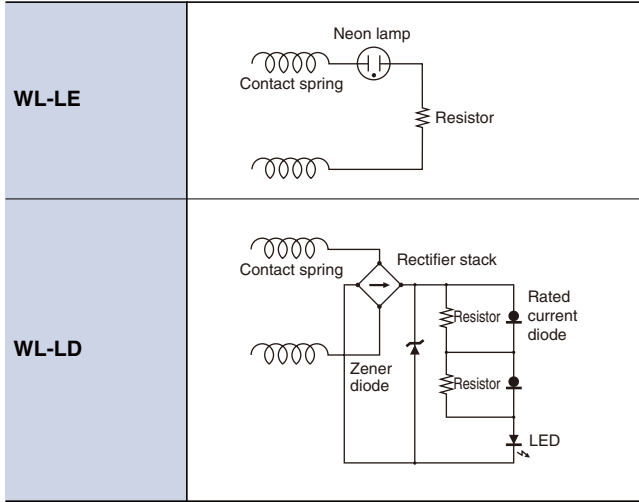 WL-LE
Neon lamp
Contact spring
Resistor
WL-LD
Rectifier stack
Contact spring
Rated
current
diode
Resistor
Zener
diode
Resistor
LED